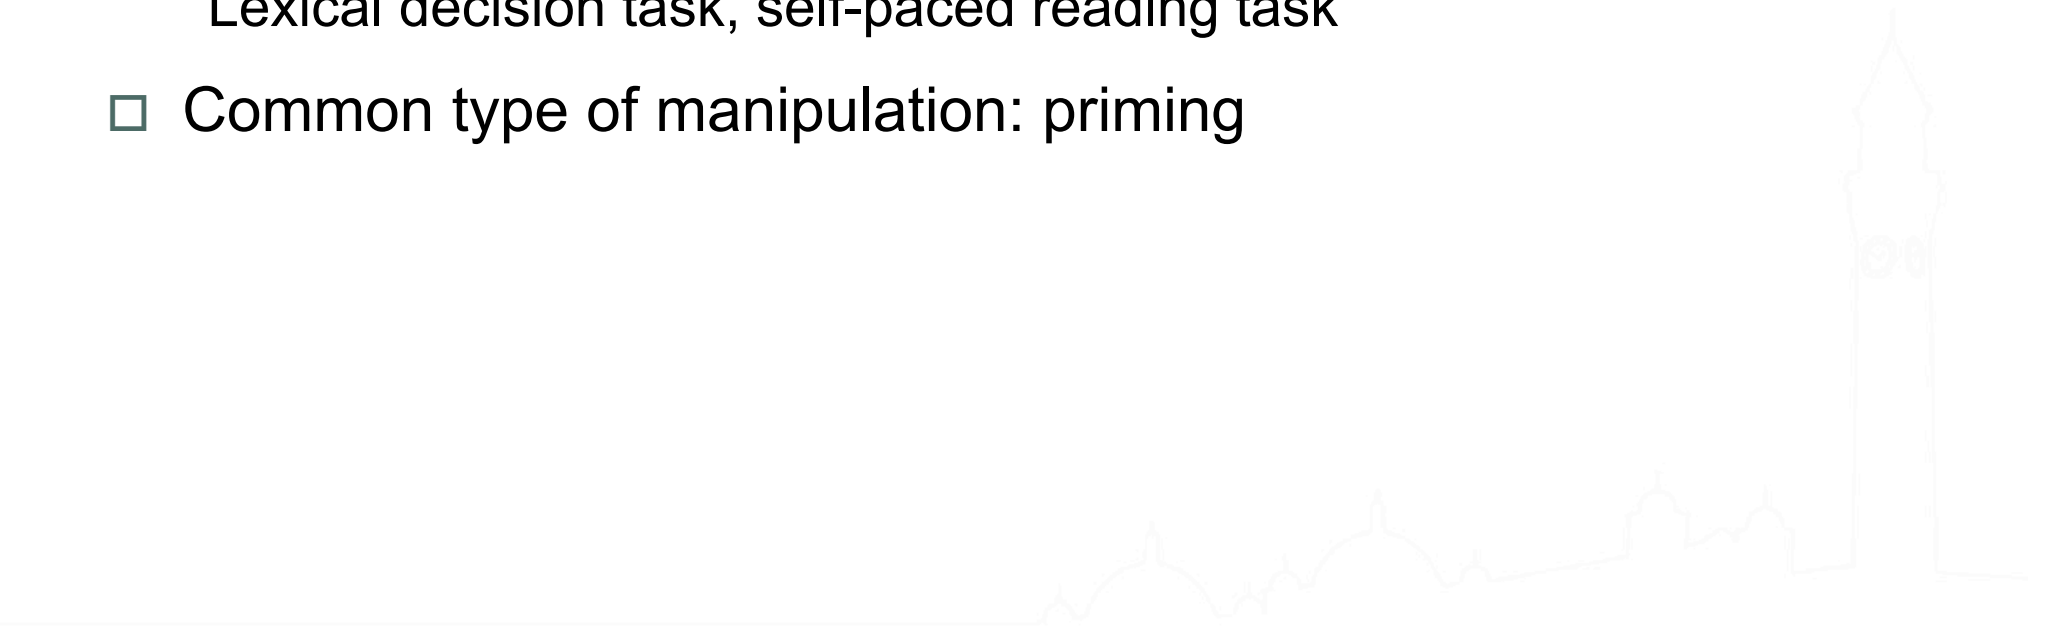 Lexical decision task, self-paced reading task
Common type of manipulation: priming